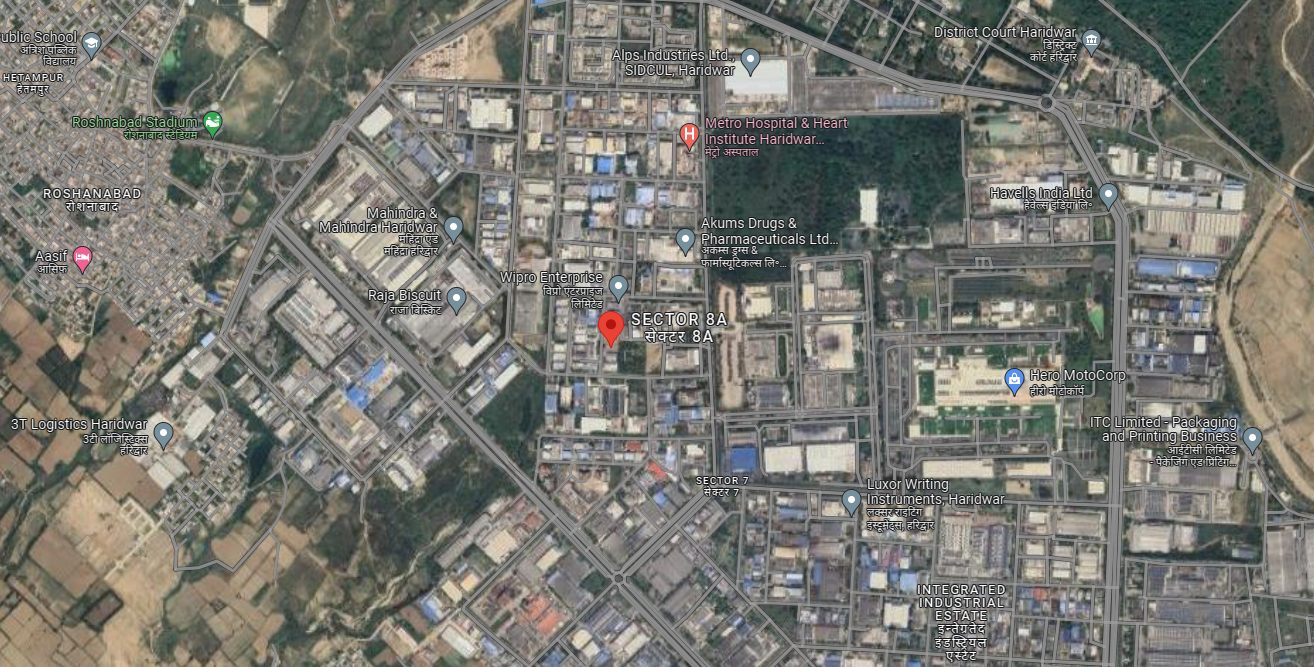 District Court Haridwar
डिस्ट्रिक्ट
कोर्ट हरिद्वार
ublic School
पब्लिक
विद्यालय
HETAMPUR
हेतमपुर
Alps Industries Ltd.,
SIDCUL, Haridwar
Roshnabad Stadium
रोशनाबाद स्टेडियम
H
Metro Hospital & Heart
Institute Haridwar...
मेट्रो अस्पताल
ROSHANABAD
रोशनाबाद
Havells India Ltd
हैवेल्स इंडिया लि॰
Mahindra &
Mahindra Haridwar
महिंद्रा एंड
महिंद्रा हरिद्वार
Akums Drugs &
Pharmaceuticals Ltd...
अकम्स ड्रग्स &
फार्मास्यूटिकल्स लि॰...
Aasif
आसिफ
Wipro Enterprise
विप्रो एंटरप्राइज
लिमिटेड
Raja Biscuit
राजा बिस्किट
SECTOR 8A
सेक्टर 8A
Hero MotoCorp
हीरो मोटोकॉर्प
3T Logistics Haridwar
3टी लॉजिस्टिक्स
हरिद्वार
ITC Limited - Packaging
and Printing Business
आईटीसी लिमिटेड
- पैकेजिंग एंड प्रिंटिंग...
SECTOR 7
सेक्टर 7
Luxor Writing
Instruments, Haridwar
लक्सर राइटिंग
इंस्ट्रूमेंट्स, हरिद्वार
INTEGRATED
INDUSTRIAL
ESTATE
इन्तेग्रतेद
इंडस्ट्रियल
एस्टेट